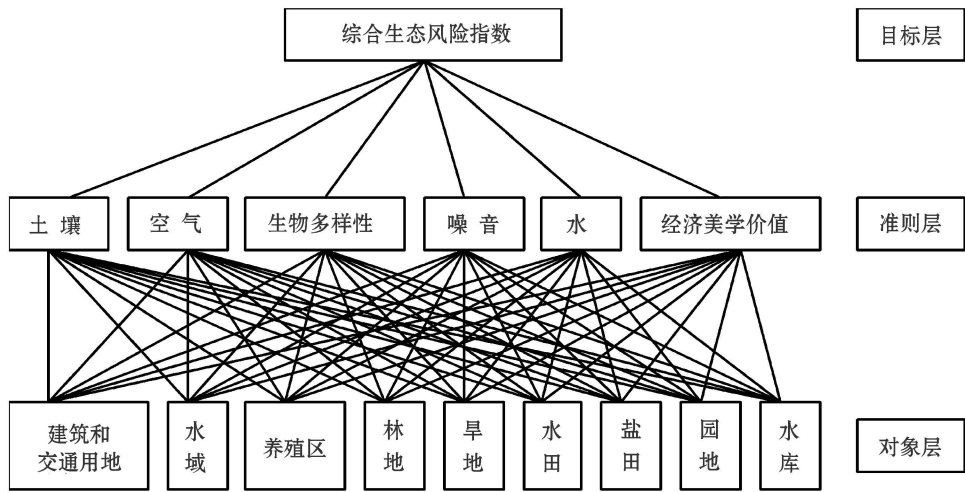 综合生态风险指数
目标层
土壤
空气
生物多样性
噪音
水
经济美学价值
准则层
建筑和
交通用地
水域
养殖区
林地
旱地
水田
盐田
园地
水库
对象层